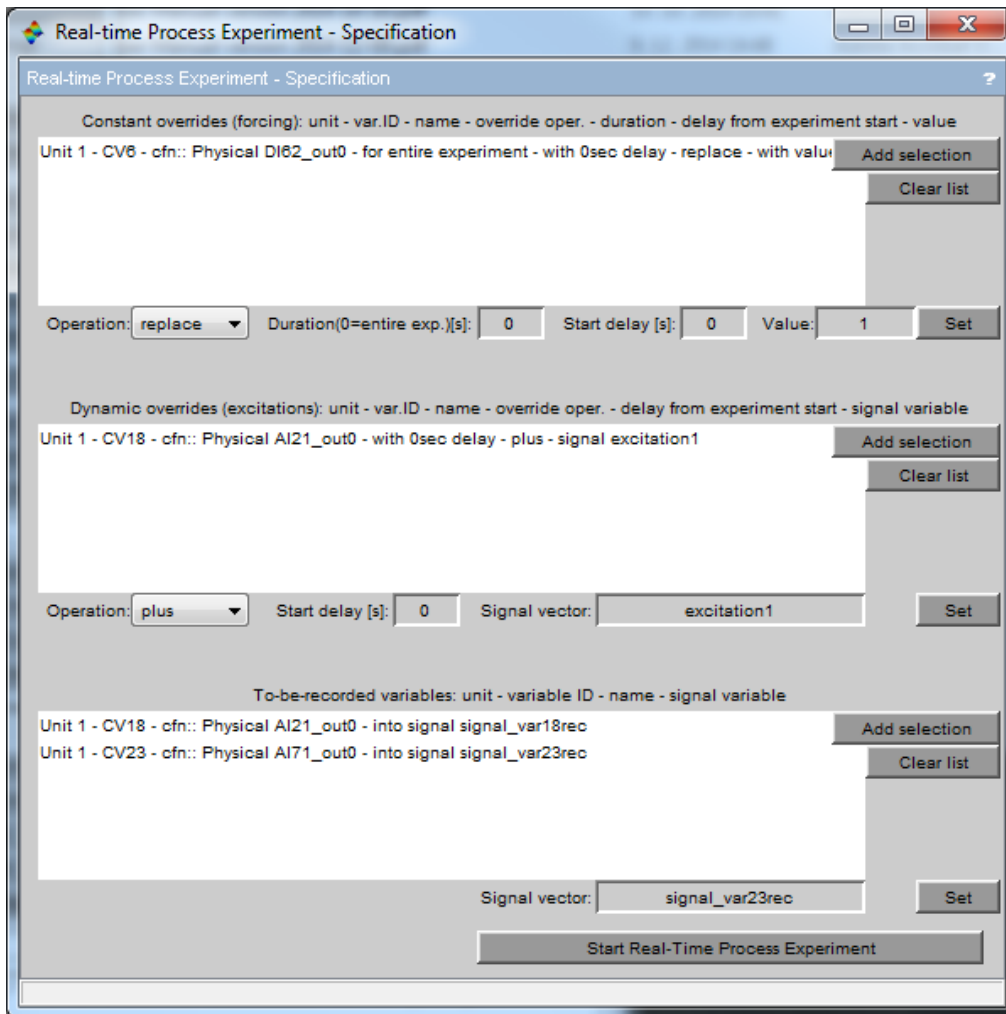 Real-time Process Experiment - Specification
Real-time Process Experiment - Specification ?
Constant overrides (forcing): unit - var.ID - name - override oper. - duration - delay from experiment start - value
Unit 1 - CV6 - cfn:: Physical DI62_out0 - for entire experiment - with 0sec delay - replace - with valu
Add selection
Clear list
Operation: replace Duration(0=entire exp.)[s]: 0 Start delay [s]: 0 Value: 1 Set
Dynamic overrides (excitations): unit - var.ID - name - override oper. - delay from experiment start - signal variable
Unit 1 - CV18 - cfn:: Physical AI21_out0 - with 0sec delay - plus - signal excitation1
Add selection
Clear list
Operation: plus Start delay [s]: 0 Signal vector: excitation1 Set
To-be-recorded variables: unit - variable ID - name - signal variable
Unit 1 - CV18 - cfn:: Physical AI21_out0 - into signal signal_var18rec
Add selection
Unit 1 - CV23 - cfn:: Physical AI71_out0 - into signal signal_var23rec
Clear list
Signal vector: signal_var23rec Set
Start Real-Time Process Experiment